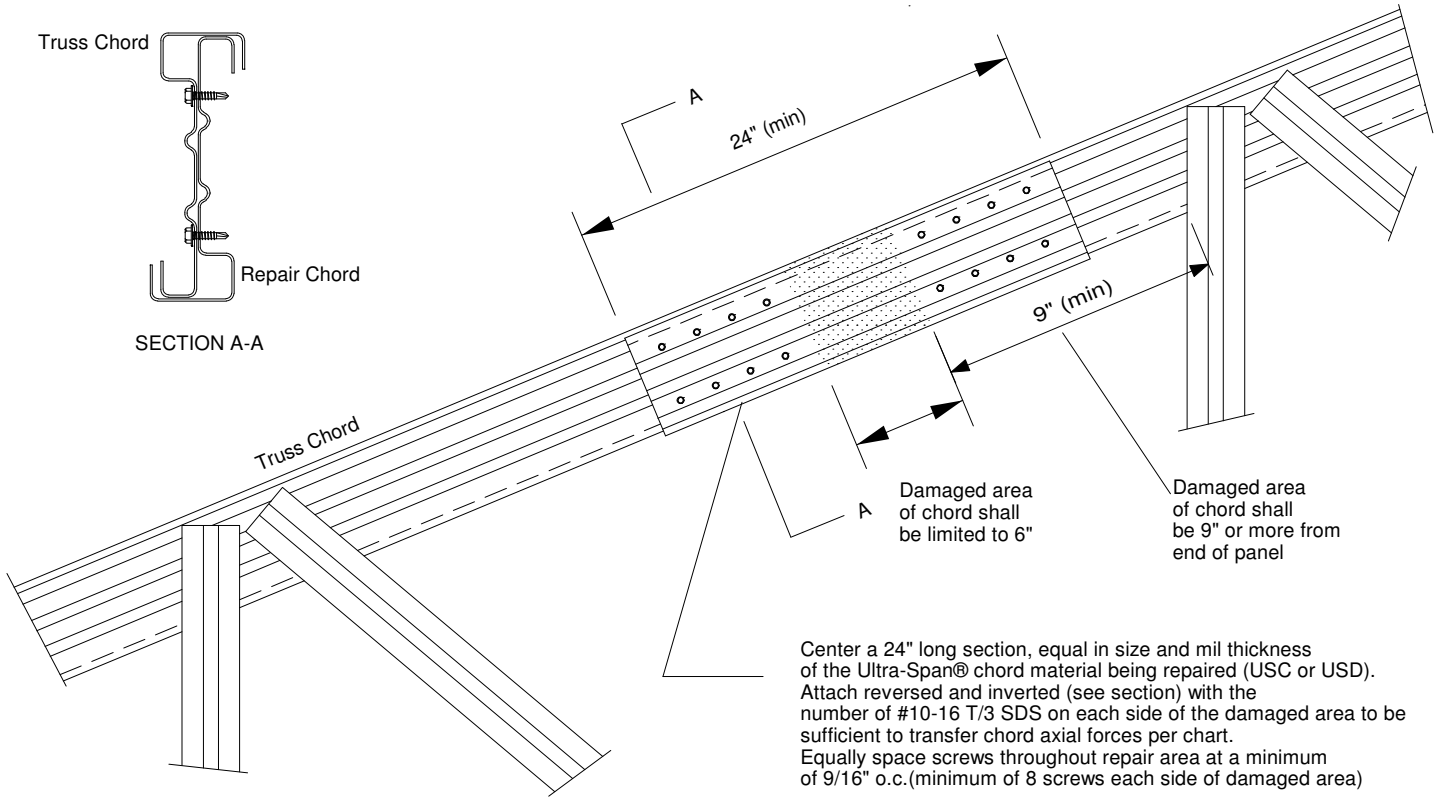 Truss Chord
Repair Chord
SECTION A-A
A
24" (min)
9" (min)
Truss Chord
A
Damaged area
of chord shall
be limited to 6"
Damaged area
of chord shall
be 9" or more from
end of panel
Center a 24" long section, equal in size and mil thickness
of the Ultra-Span® chord material being repaired (USC or USD).
Attach reversed and inverted (see section) with the
number of #10-16 T/3 SDS on each side of the damaged area to be
sufficient to transfer chord axial forces per chart.
Equally space screws throughout repair area at a minimum
of 9/16" o.c.(minimum of 8 screws each side of damaged area)